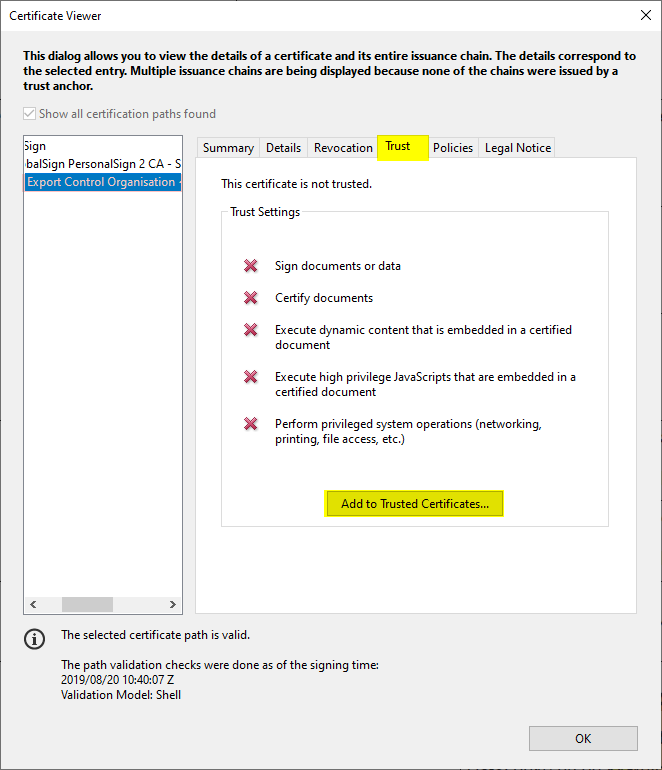 Certificate Viewer
This dialog allows you to view the details of a certificate and its entire issuance chain. The details correspond to
the selected entry. Multiple issuance chains are being displayed because none of the chains were issued by a
trust anchor.
Show all certification paths found
Sign
balSign PersonalSign 2 CA - S
Export Control Organisation -
Summary Details Revocation Trust Policies Legal Notice
This certificate is not trusted.
Trust Settings
Sign documents or data
Certify documents
Execute dynamic content that is embedded in a certified
document
Execute high privilege JavaScripts that are embedded in a
certified document
Perform privileged system operations (networking,
printing, file access, etc.)
Add to Trusted Certificates...
The selected certificate path is valid.
The path validation checks were done as of the signing time:
2019/08/20 10:40:07 Z
Validation Model: Shell
OK